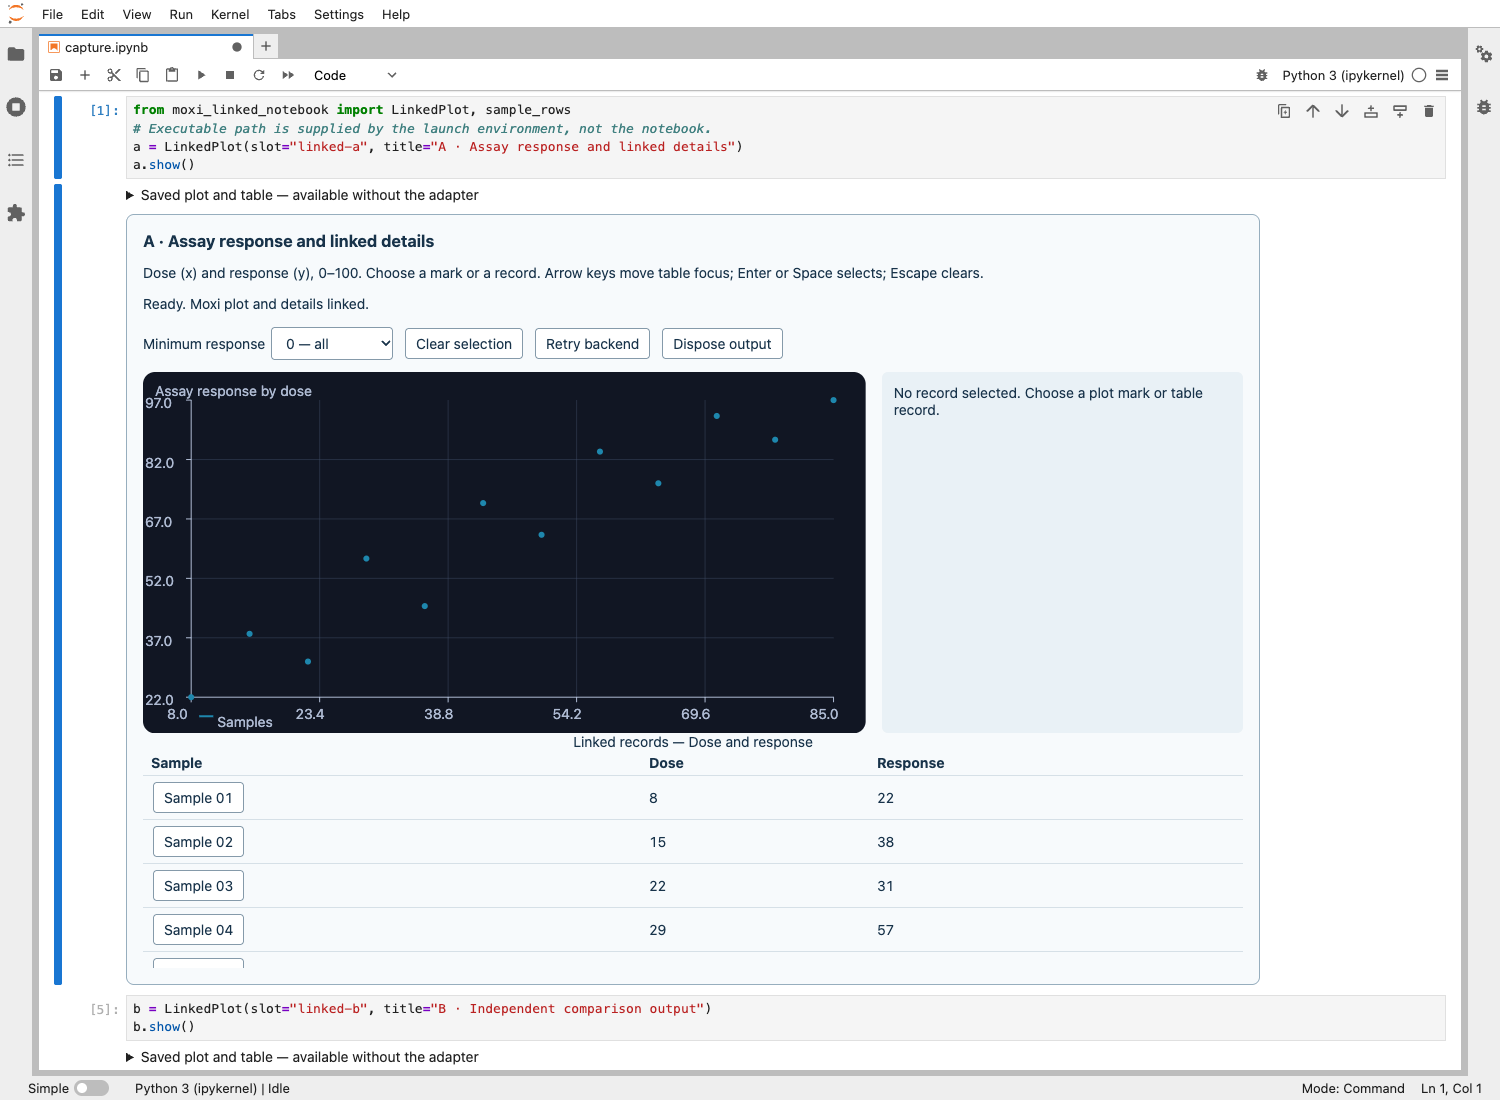 File Edit View Run Kernel Tabs Settings Help
capture.ipynb
Code
Python 3 (ipykernel)
[1]:
from moxi_linked_notebook import LinkedPlot, sample_rows
# Executable path is supplied by the launch environment, not the notebook.
a = LinkedPlot(slot="linked-a", title="A · Assay response and linked details")
a.show()
Saved plot and table — available without the adapter
A · Assay response and linked details
Dose (x) and response (y), 0–100. Choose a mark or a record. Arrow keys move table focus; Enter or Space selects; Escape clears.
Ready. Moxi plot and details linked.
Minimum response 0 — all Clear selection Retry backend Dispose output
Assay response by dose
97.0
82.0
67.0
52.0
37.0
22.0
8.0 23.4 38.8 54.2 69.6 85.0
Samples
No record selected. Choose a plot mark or table
record.
Linked records — Dose and response
Sample Dose Response
Sample 01 8 22
Sample 02 15 38
Sample 03 22 31
Sample 04 29 57
[5]:
b = LinkedPlot(slot="linked-b", title="B · Independent comparison output")
b.show()
Saved plot and table — available without the adapter
Simple Python 3 (ipykernel) | Idle Mode: Command Ln 1, Col 1